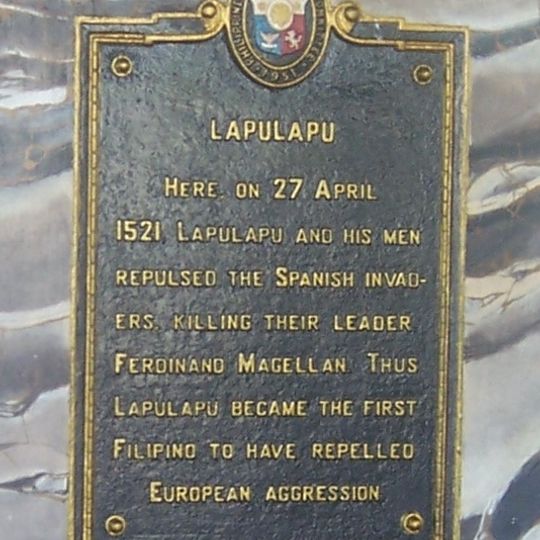 LAPULAPU
HERE, ON 27 APRIL
1521, LAPULAPU AND HIS MEN
REPULSED THE SPANISH INVAD-
ERS, KILLING THEIR LEADER
FERDINAND MAGELLAN. THUS
LAPULAPU BECAME THE FIRST
FILIPINO TO HAVE REPELLED
EUROPEAN AGGRESSION